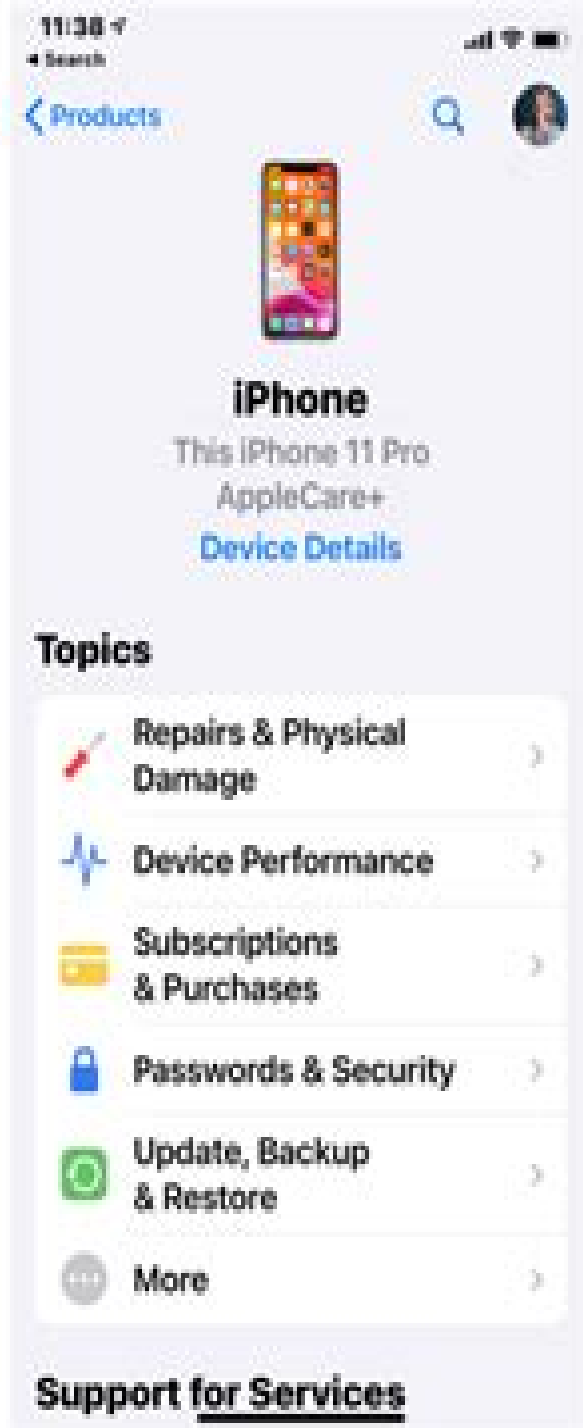 11:38
Search
Products
iPhone
This iPhone 11 Pro
AppleCare+
Device Details
Topics
Repairs & Physical
Damage
Device Performance
Subscriptions
& Purchases
Passwords & Security
Update, Backup
& Restore
More
Support for Services